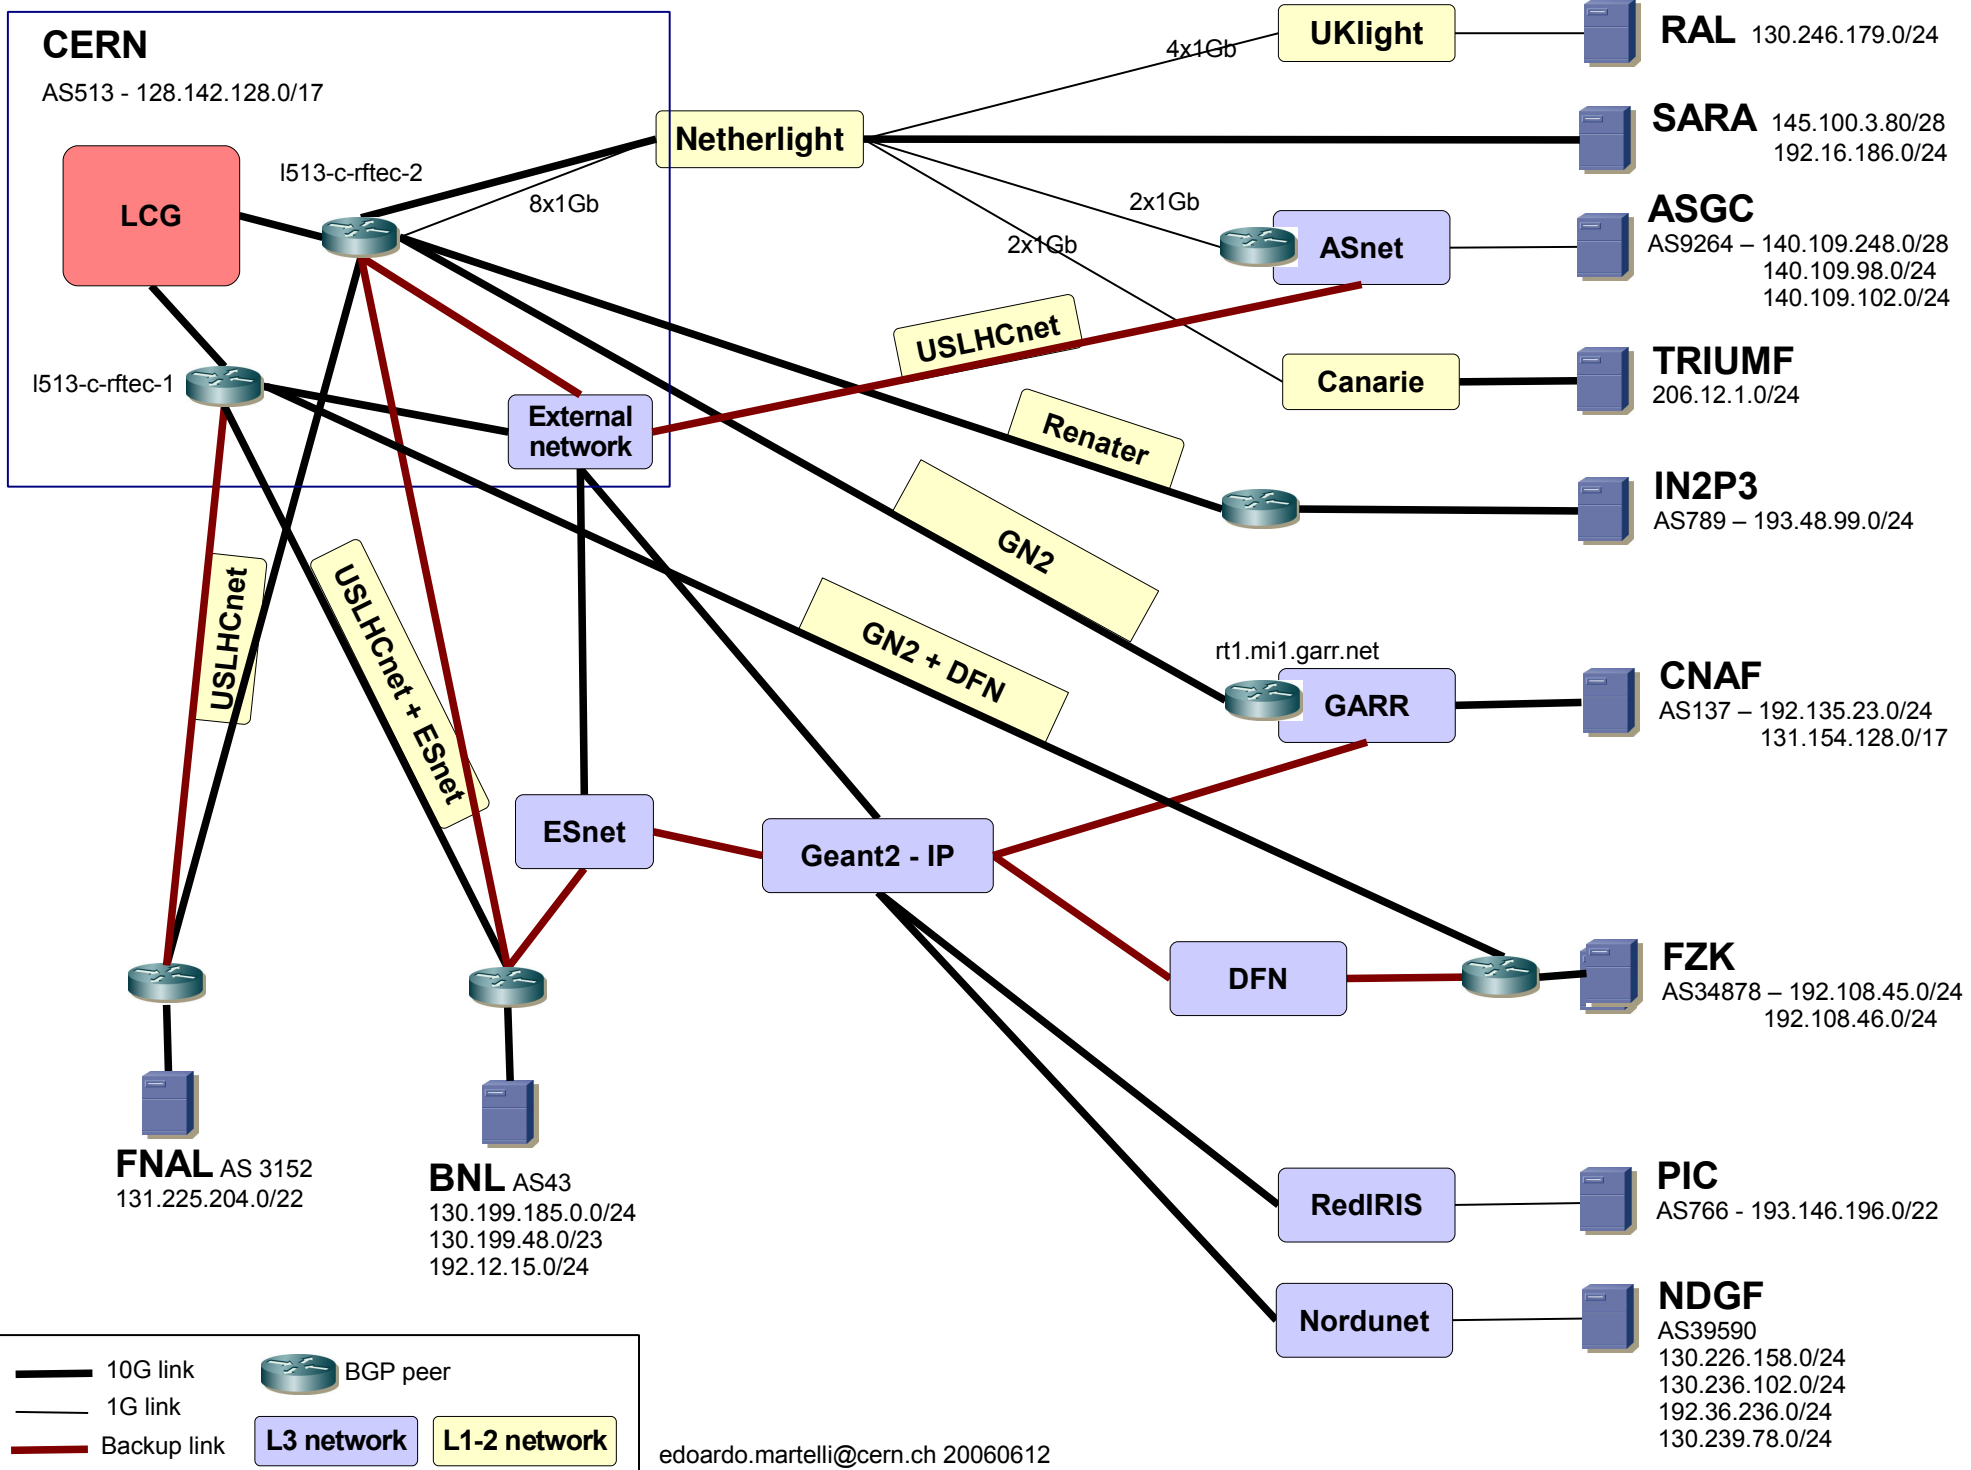 CERN
AS513 - 128.142.128.0/17
LCG
l513-c-rftec-2
l513-c-rftec-1
8x1Gb
Netherlight
4x1Gb
UKlight
RAL 130.246.179.0/24
SARA 145.100.3.80/28
192.16.186.0/24
2x1Gb
2x1Gb
ASnet
ASGC
AS9264 – 140.109.248.0/28
140.109.98.0/24
140.109.102.0/24
USLHCnet
Canarie
TRIUMF
206.12.1.0/24
External
network
Renater
IN2P3
AS789 – 193.48.99.0/24
GN2
GN2 + DFN
USLHCnet
USLHCnet + ESnet
rt1.mi1.garr.net
GARR
CNAF
AS137 – 192.135.23.0/24
131.154.128.0/17
ESnet
Geant2 - IP
DFN
FZK
AS34878 – 192.108.45.0/24
192.108.46.0/24
FNAL AS 3152
131.225.204.0/22
BNL AS43
130.199.185.0.0/24
130.199.48.0/23
192.12.15.0/24
RedIRIS
PIC
AS766 - 193.146.196.0/22
Nordunet
NDGF
AS39590
130.226.158.0/24
130.236.102.0/24
192.36.236.0/24
130.239.78.0/24
10G link
BGP peer
1G link
Backup link
L3 network
L1-2 network
edoardo.martelli@cern.ch 20060612